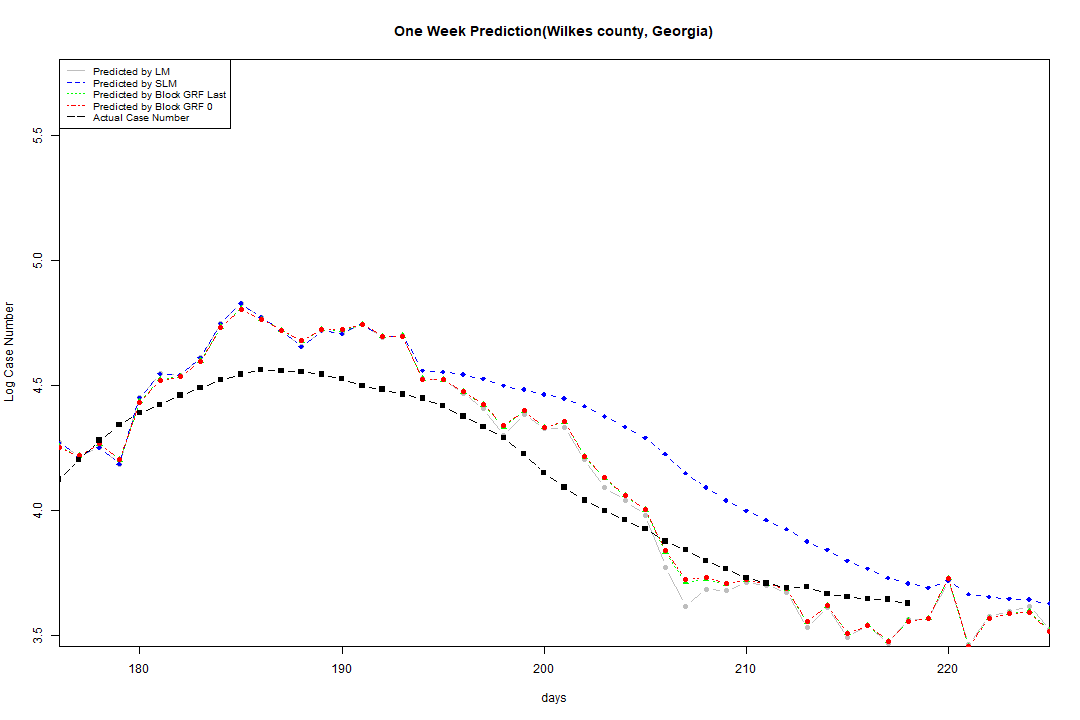 One Week Prediction(Wilkes county, Georgia)
Predicted by LM
Predicted by SLM
Predicted by Block GRF Last
Predicted by Block GRF 0
Actual Case Number
5.5
5.0
4.5
4.0
3.5
Log Case Number
180 190 200 210 220
days